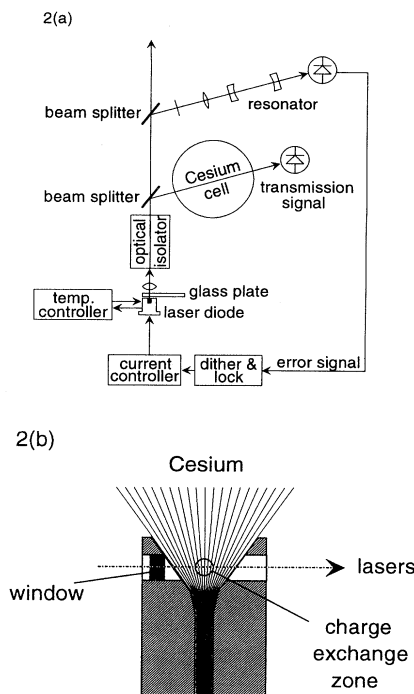 2(a)
beam splitter
resonator
beam splitter
Cesium
cell
transmission
signal
optical
isolator
glass plate
temp.
controller
laser diode
current
controller
dither &
lock
error signal
2(b)
Cesium
lasers
window
charge
exchange
zone